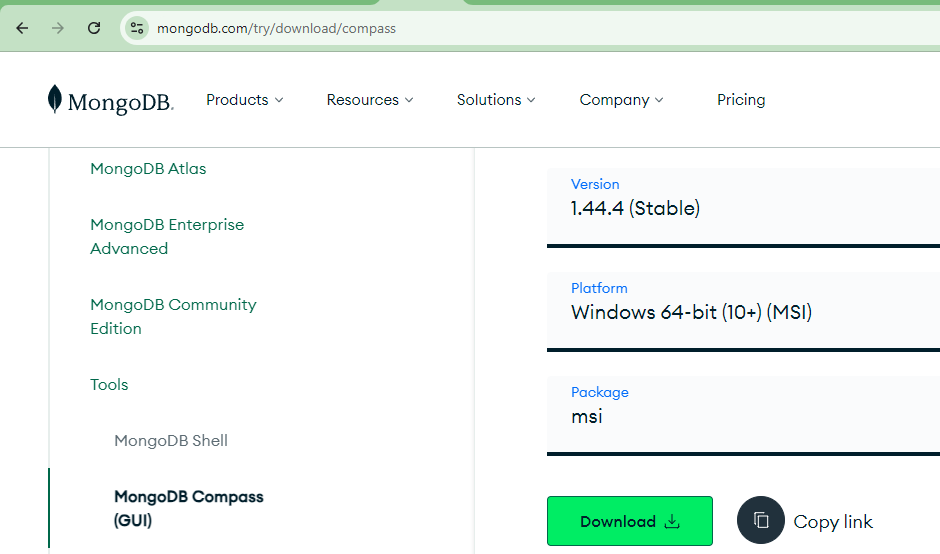 mongodb.com/try/download/compass
MongoDB.
Products
Resources
Solutions
Company
Pricing
MongoDB Atlas
MongoDB Enterprise
Advanced
MongoDB Community
Edition
Tools
MongoDB Shell
MongoDB Compass
(GUI)
Version
1.44.4 (Stable)
Platform
Windows 64-bit (10+) (MSI)
Package
msi
Download
Copy link